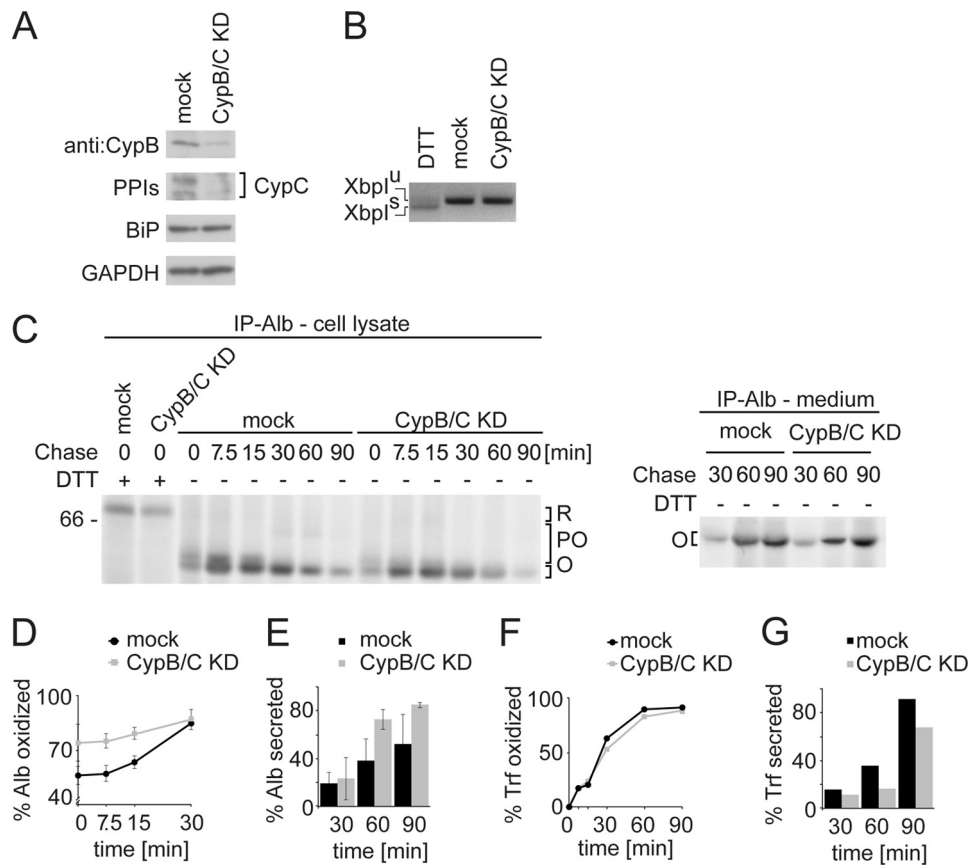 A
mock
CypB/C KD
anti:CypB
PPIs
CypC
BiP
GAPDH
B
DTT
mock
CypB/C KD
XbpI^u
XbpI^s
C
IP-Alb - cell lysate
mock
CypB/C KD
mock
CypB/C KD
Chase 0 0 0 7.5 15 30 60 90 0 7.5 15 30 60 90 [min]
DTT + + - - - - - - - - - - - -
66 -
R
PO
O
IP-Alb - medium
mock CypB/C KD
Chase 30 60 90 30 60 90
DTT - - - - - -
O
D
mock
CypB/C KD
% Alb oxidized
100
70
40
0 7.5 15 30
time [min]
E
mock
CypB/C KD
% Alb secreted
80
40
0
30 60 90
time [min]
F
mock
CypB/C KD
% Trf oxidized
100
50
0
0 30 60 90
time [min]
G
mock
CypB/C KD
% Trf secreted
80
40
0
30 60 90
time [min]